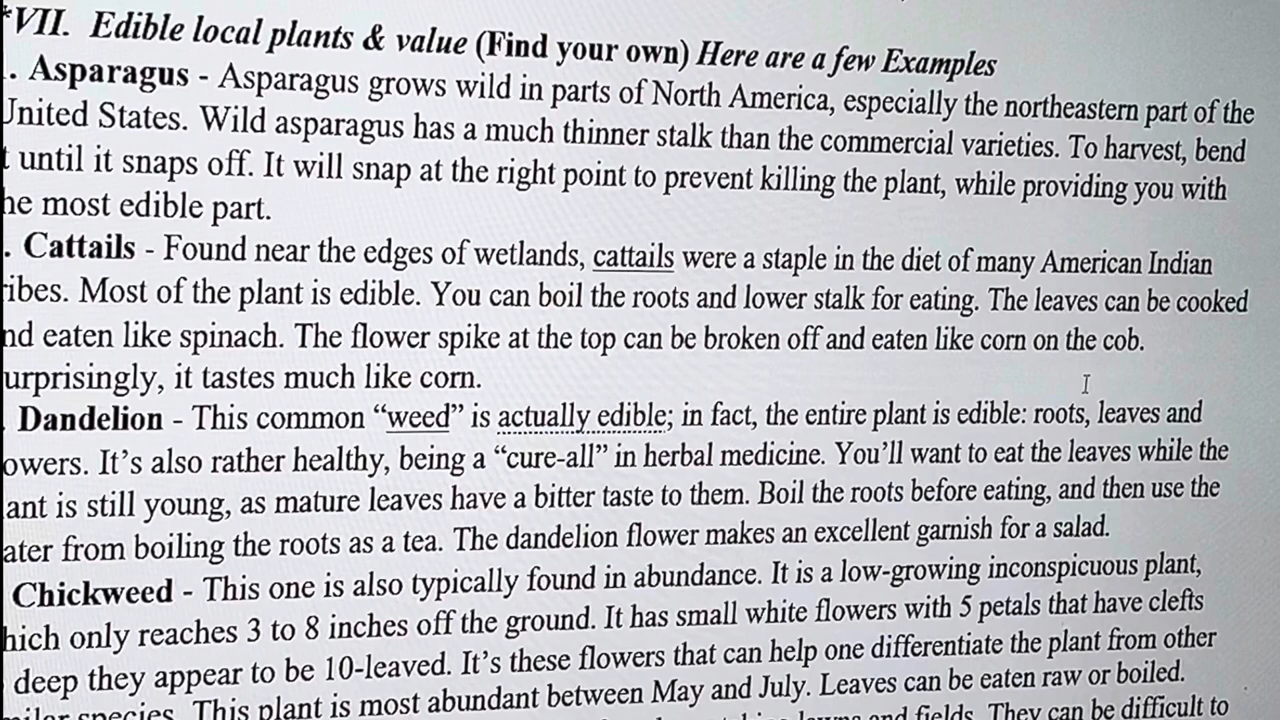 *VII. Edible local plants & value (Find your own) Here are a few Examples
. Asparagus - Asparagus grows wild in parts of North America, especially the northeastern part of the
United States. Wild asparagus has a much thinner stalk than the commercial varieties. To harvest, bend
t until it snaps off. It will snap at the right point to prevent killing the plant, while providing you with
he most edible part.
. Cattails - Found near the edges of wetlands, cattails were a staple in the diet of many American Indian
ribes. Most of the plant is edible. You can boil the roots and lower stalk for eating. The leaves can be cooked
nd eaten like spinach. The flower spike at the top can be broken off and eaten like corn on the cob.
urprisingly, it tastes much like corn.
. Dandelion - This common “weed” is actually edible; in fact, the entire plant is edible: roots, leaves and
owers. It’s also rather healthy, being a “cure-all” in herbal medicine. You’ll want to eat the leaves while the
ant is still young, as mature leaves have a bitter taste to them. Boil the roots before eating, and then use the
ater from boiling the roots as a tea. The dandelion flower makes an excellent garnish for a salad.
Chickweed - This one is also typically found in abundance. It is a low-growing inconspicuous plant,
hich only reaches 3 to 8 inches off the ground. It has small white flowers with 5 petals that have clefts
deep they appear to be 10-leaved. It’s these flowers that can help one differentiate the plant from other
species. This plant is most abundant between May and July. Leaves can be eaten raw or boiled.
and fields. They can be difficult to